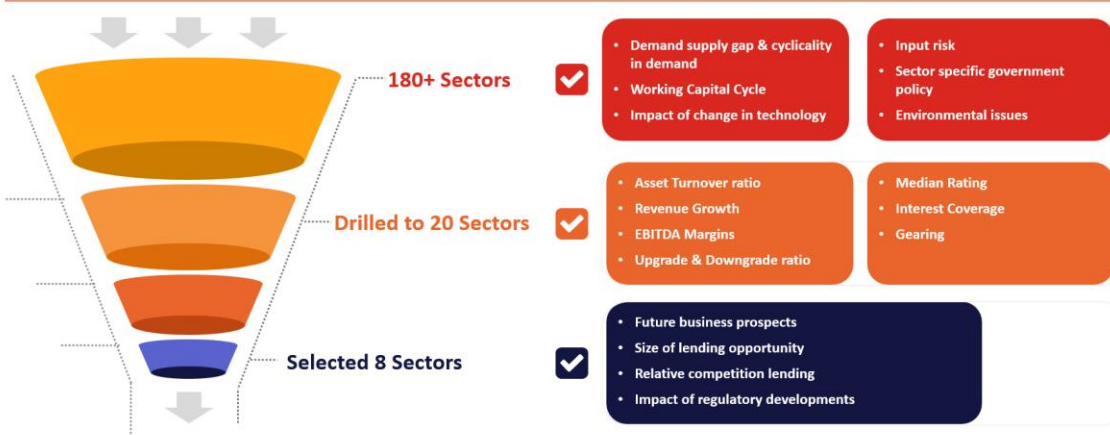 180+ Sectors
Demand supply gap & cyclicality
in demand
Working Capital Cycle
Impact of change in technology
Input risk
Sector specific government
policy
Environmental issues
Drilled to 20 Sectors
Asset Turnover ratio
Revenue Growth
EBITDA Margins
Upgrade & Downgrade ratio
Median Rating
Interest Coverage
Gearing
Selected 8 Sectors
Future business prospects
Size of lending opportunity
Relative competition lending
Impact of regulatory developments